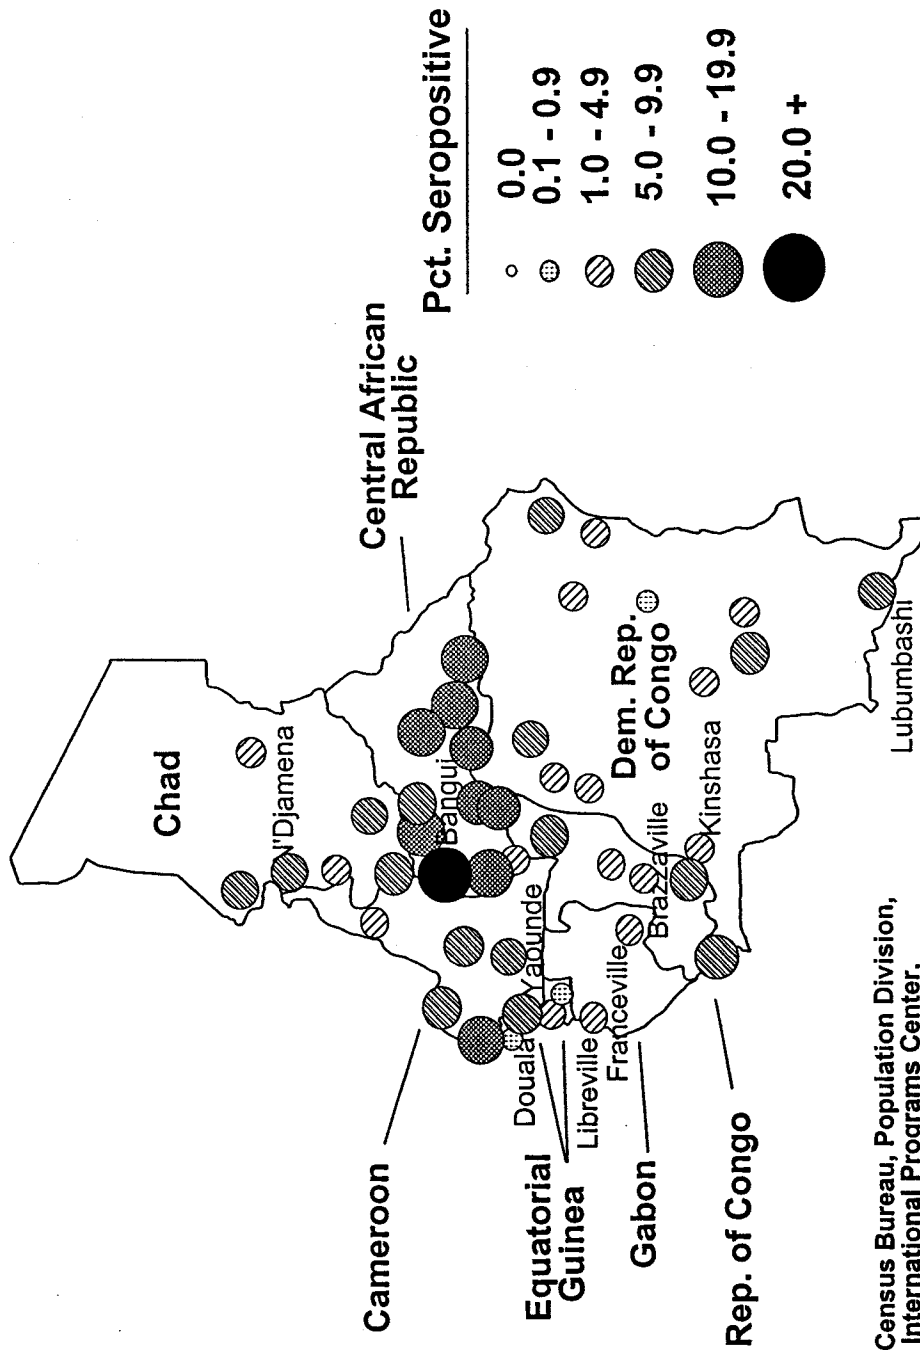 Pct. Seropositive
0.0
0.1 - 0.9
1.0 - 4.9
5.0 - 9.9
10.0 - 19.9
20.0 +
Central African
Republic
Chad
N'Djamena
Bangui
Cameroon
Yaounde
Douala
Equatorial
Guinea
Libreville
Franceville
Gabon
Dem. Rep.
of Congo
Brazzaville
Kinshasa
Rep. of Congo
Lubumbashi
Census Bureau, Population Division,
International Programs Center.